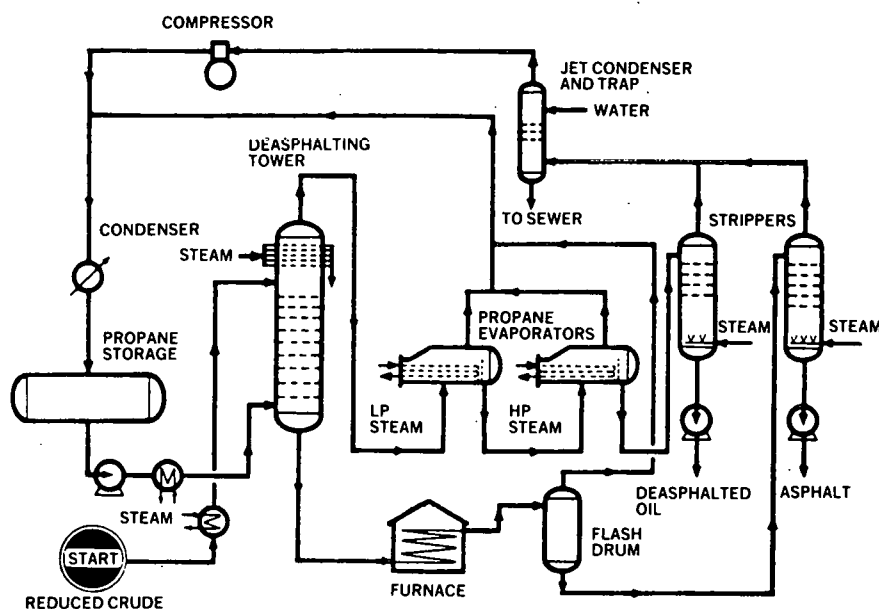 COMPRESSOR
JET CONDENSER
AND TRAP
WATER
DEASPHALTING
TOWER
TO SEWER
STRIPPERS
CONDENSER
STEAM
PROPANE
EVAPORATORS
STEAM
STEAM
PROPANE
STORAGE
LP
STEAM
HP
STEAM
DEASPHALTED
OIL
ASPHALT
STEAM
FLASH
DRUM
START
FURNACE
REDUCED CRUDE